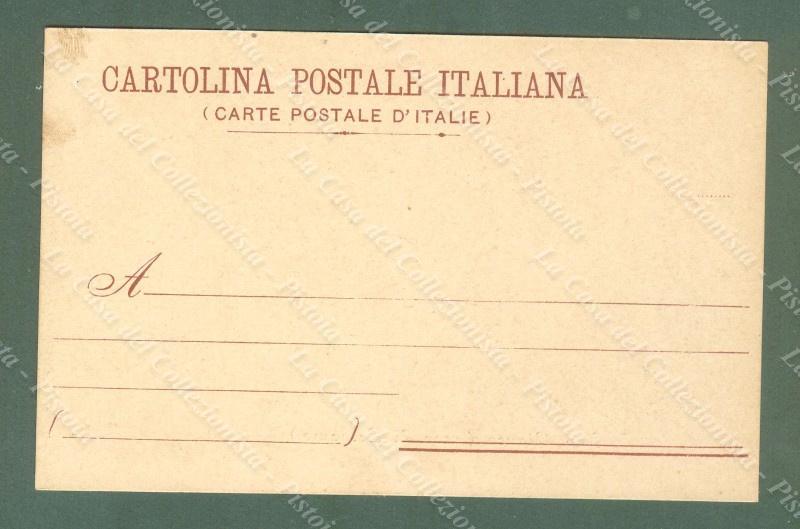 CARTOLINA POSTALE ITALIANA
(CARTE POSTALE D'ITALIE)
A
( )
La Casa del Collezionista - Pistoia